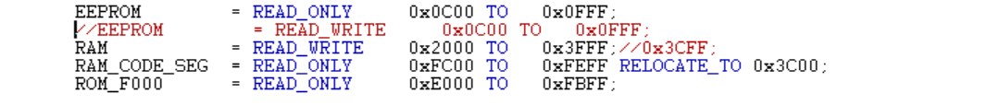 EEPROM = READ_ONLY 0x0C00 TO 0x0FFF;
//EEPROM = READ_WRITE 0x0C00 TO 0x0FFF;
RAM = READ_WRITE 0x2000 TO 0x3FFF;//0x3CFF;
RAM_CODE_SEG = READ_ONLY 0xFC00 TO 0xFEFF RELOCATE_TO 0x3C00;
ROM_F000 = READ_ONLY 0xE000 TO 0xFBFF;